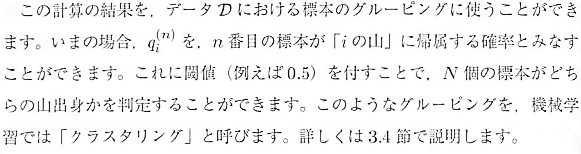 この計算の結果を，データ𝒟における標本のグルーピングに使うことができ
ます。いまの場合，q_i^{(n)} を，n 番目の標本が「i の山」に帰属する確率とみなす
ことができます。これに閾値（例えば0.5）を付すことで，N 個の標本がどち
らの山出身かを判定することができます。このようなグルーピングを，機械学
習では「クラスタリング」と呼びます。詳しくは3.4 節で説明します。